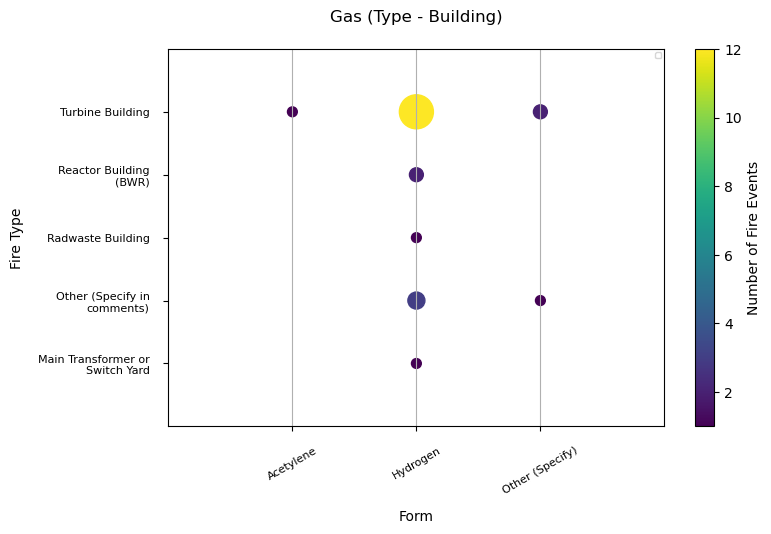 Gas (Type - Building)
Fire Type
Turbine Building
Reactor Building
(BWR)
Radwaste Building
Other (Specify in
comments)
Main Transformer or
Switch Yard
Acetylene
Hydrogen
Other (Specify)
Form
12
10
8
6
4
2
Number of Fire Events